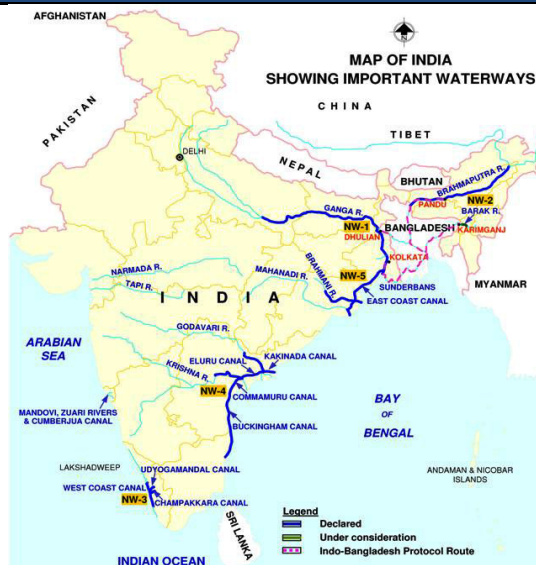 AFGHANISTAN
MAP OF INDIA
SHOWING IMPORTANT WATERWAYS
N
CHINA
PAKISTAN
TIBET
DELHI
NEPAL
BHUTAN
BRAHMAPUTRA R.
PANDU
NW-2
GANGA R.
BARAK R.
NW-1
BANGLADESH
KARIMGANJ
DHULIAN
KOLKATA
NW-5
BRAHMANI R.
NARMADA R.
MAHANADI R.
SUNDERBANS
MYANMAR
TAPI R.
INDIA
EAST COAST CANAL
GODAVARI R.
ARABIAN
SEA
ELURU CANAL
KAKINADA CANAL
KRISHNA R.
NW-4
COMMAMURU CANAL
BAY
OF
BENGAL
MANDOVI, ZUARI RIVERS
& CUMBERJUA CANAL
BUCKINGHAM CANAL
LAKSHADWEEP
UDYOGAMANDAL CANAL
ANDAMAN & NICOBAR
ISLANDS
WEST COAST CANAL
NW-3
CHAMPAKKARA CANAL
SRI LANKA
Legend
Declared
Under consideration
Indo-Bangladesh Protocol Route
INDIAN OCEAN